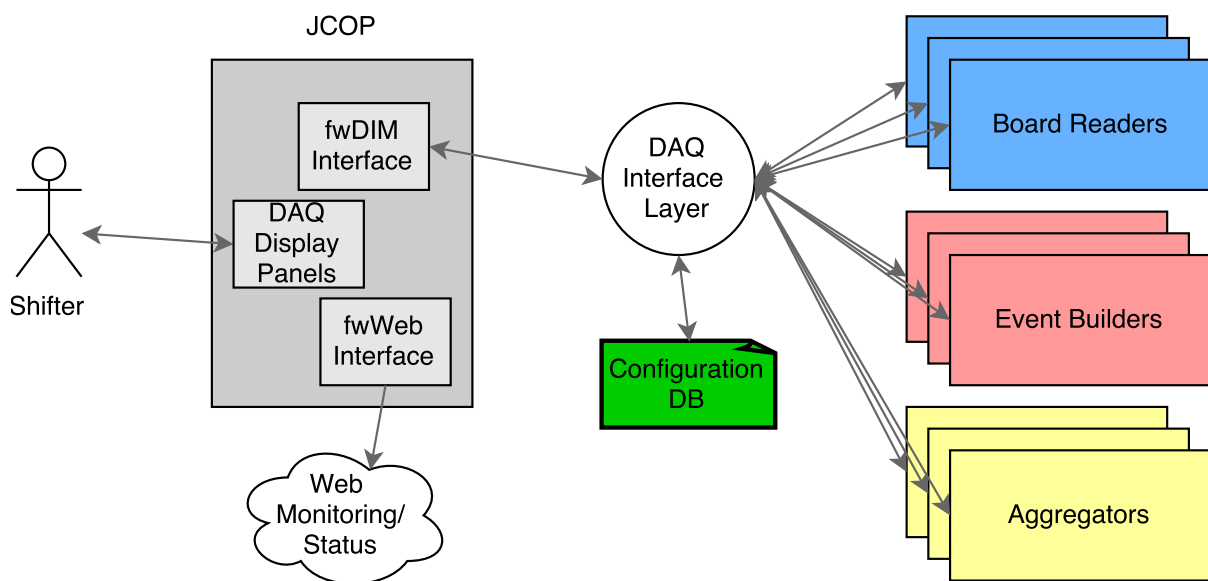 JCOP
fwDIM
Interface
DAQ
Display
Panels
fwWeb
Interface
Shifter
Web
Monitoring/
Status
DAQ
Interface
Layer
Configuration
DB
Board Readers
Event Builders
Aggregators